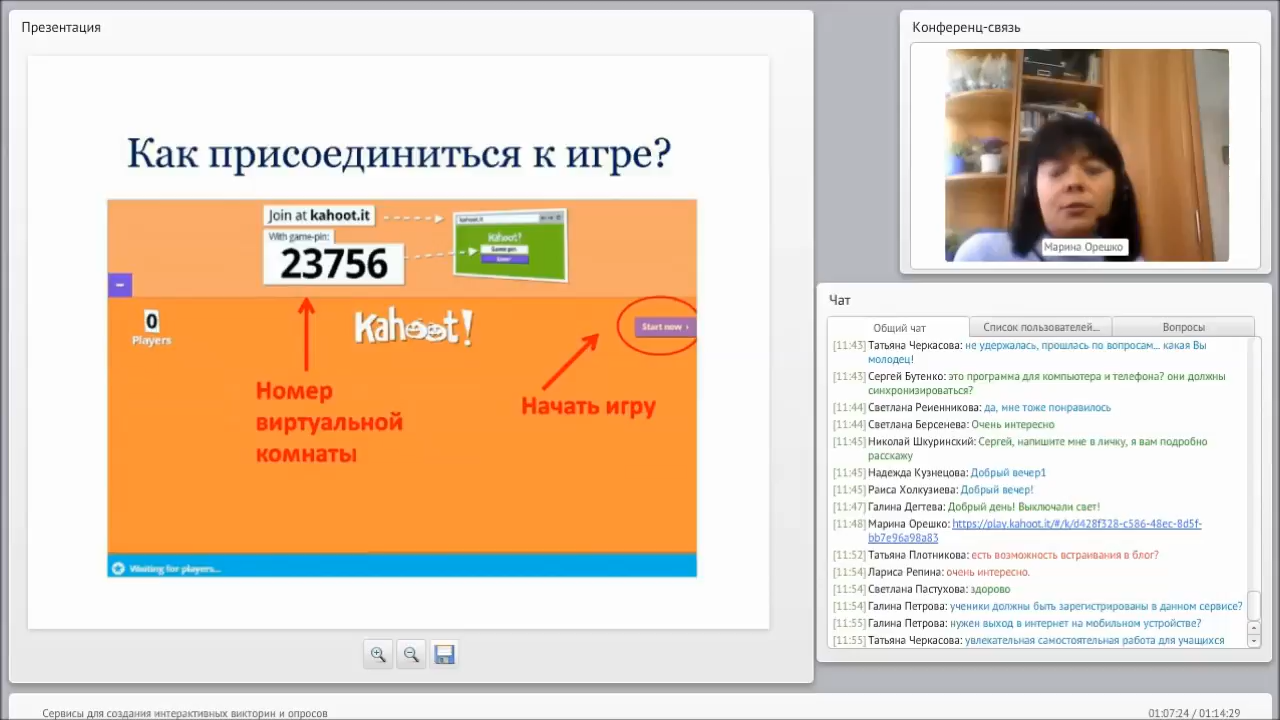 Презентация
Как присоединиться к игре?
Join at kahoot.it
With game-pin:
23756
kahoot.it
Kahoot!
Game-pin
Enter
0
Players
Kahoot!
Start now ›
Номер
виртуальной
комнаты
Начать игру
Waiting for players...
Конференц-связь
Марина Орешко
Чат
Общий чат
Список пользователей...
Вопросы
[11:43] Татьяна Черкасова: не удержалась, прошлась по вопросам... какая Вы
молодец!
[11:43] Сергей Бутенко: это программа для компьютера и телефона? они должны
синхронизироваться?
[11:44] Светлана Реиенникова: да, мне тоже понравилось
[11:44] Светлана Берсенева: Очень интересно
[11:45] Николай Шкуринский: Сергей, напишите мне в личку, я вам подробно
расскажу
[11:45] Надежда Кузнецова: Добрый вечер1
[11:45] Раиса Холкузиева: Добрый вечер!
[11:47] Галина Дегтева: Добрый день! Выключали свет!
[11:48] Марина Орешко: https://play.kahoot.it/#/k/d428f328-c586-48ec-8d5f-
bb7e96a98a83
[11:52] Татьяна Плотникова: есть возможность встраивания в блог?
[11:54] Лариса Репина: очень интересно.
[11:54] Светлана Пастухова: здорово
[11:54] Галина Петрова: ученики должны быть зарегистрированы в данном сервисе?
[11:55] Галина Петрова: нужен выход в интернет на мобильном устройстве?
[11:55] Татьяна Черкасова: увлекательная самостоятельная работа для учащихся
Сервисы для создания интерактивных викторин и опросов
01:07:24 / 01:14:29